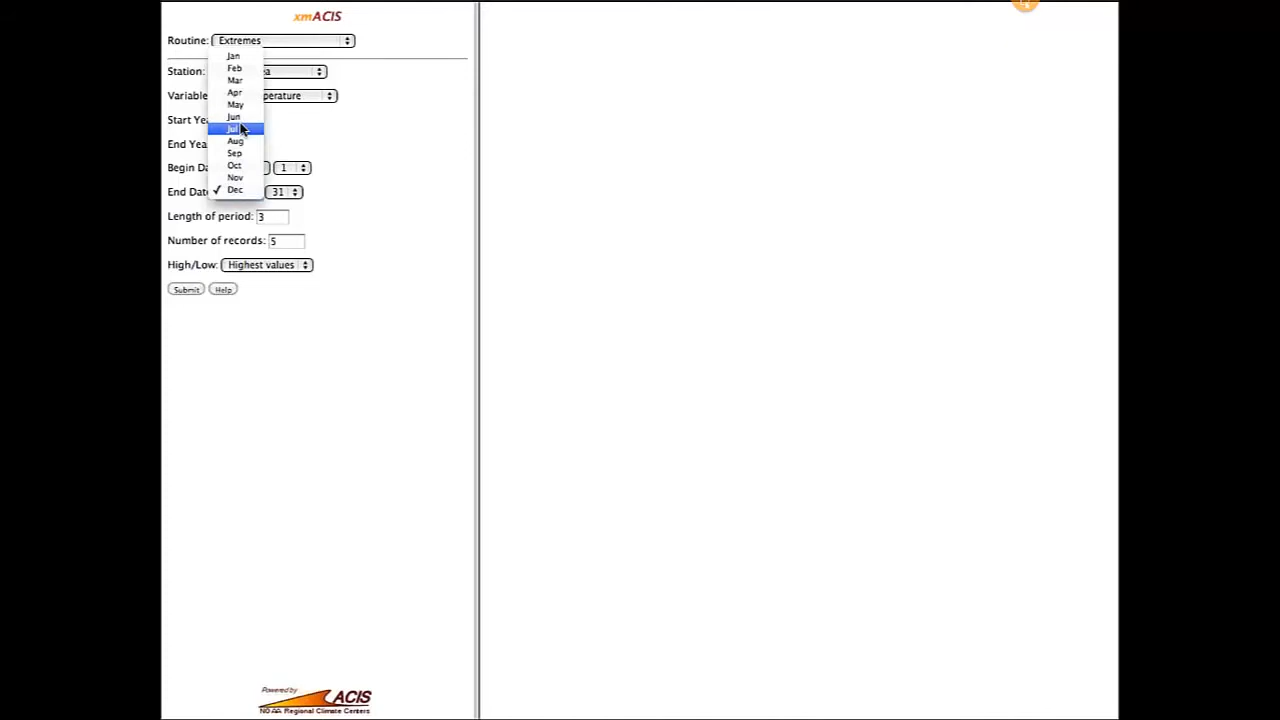 xmACIS
Routine: Extremes
Jan
Feb
Station:
Mar
Apr
Variable perature
May
Jun
Start Yea
Jul
Aug
End Yea
Sep
Oct
Begin Da 1
Nov
Dec
End Dat 31
Length of period: 3
Number of records: 5
High/Low: Highest values
Submit Help
Powered by
ACIS
NOAA Regional Climate Centers